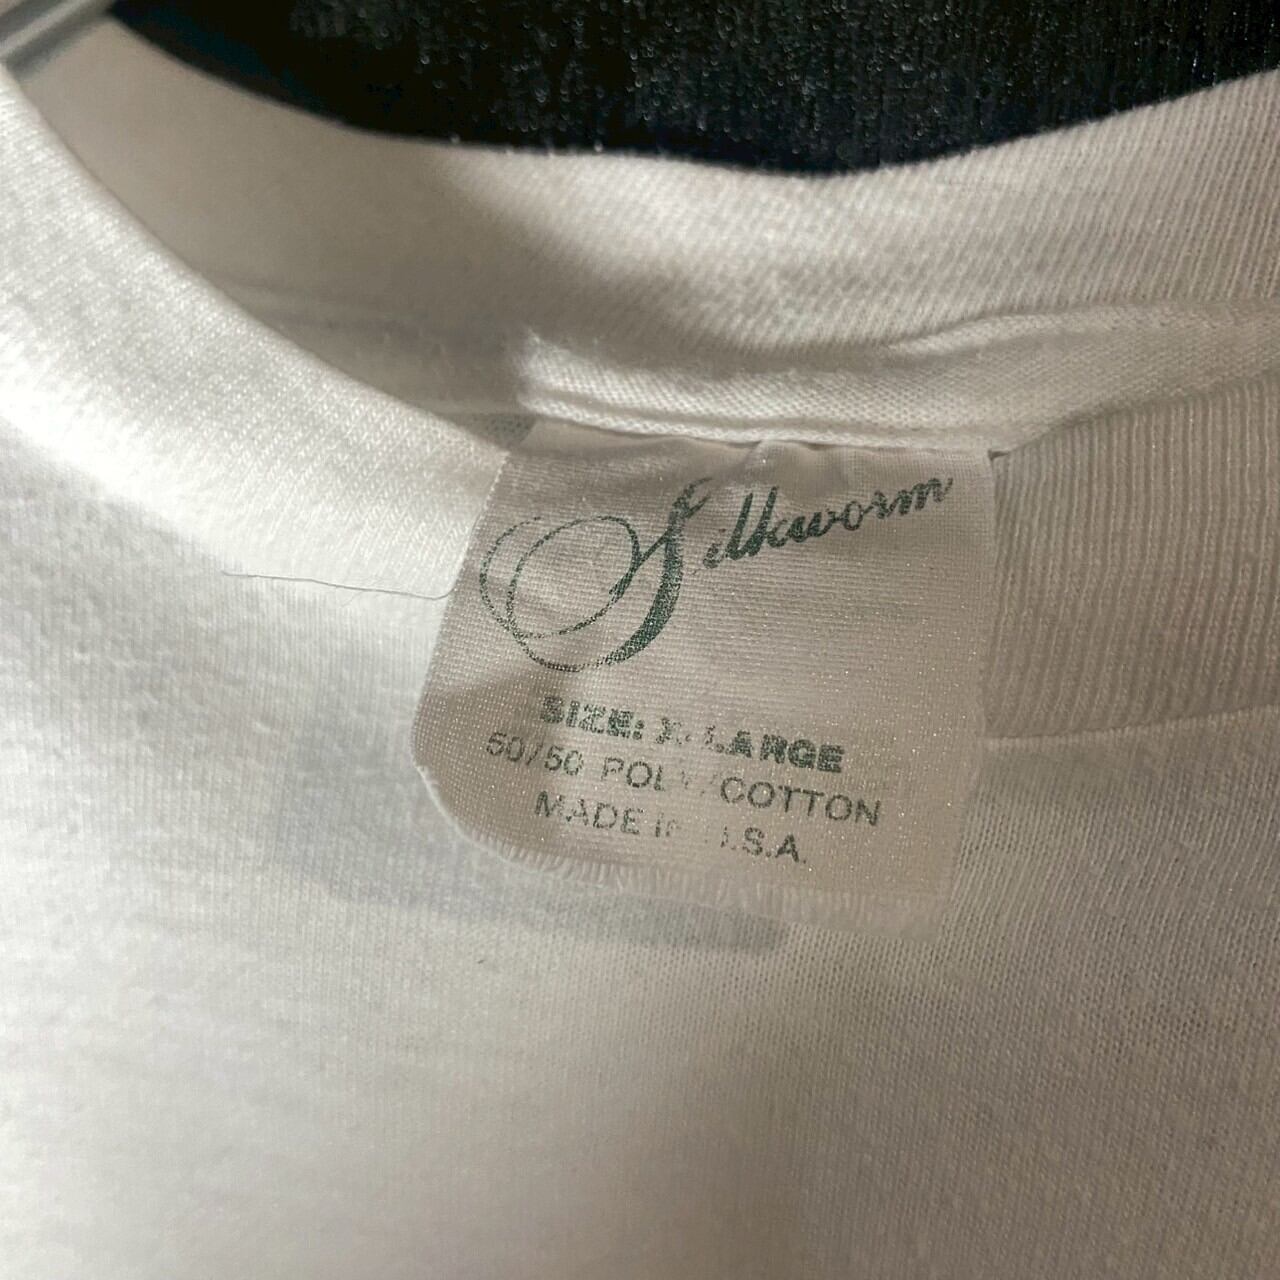 Silkworm
SIZE: X-LARGE
50/50 POLY/COTTON
MADE IN U.S.A.